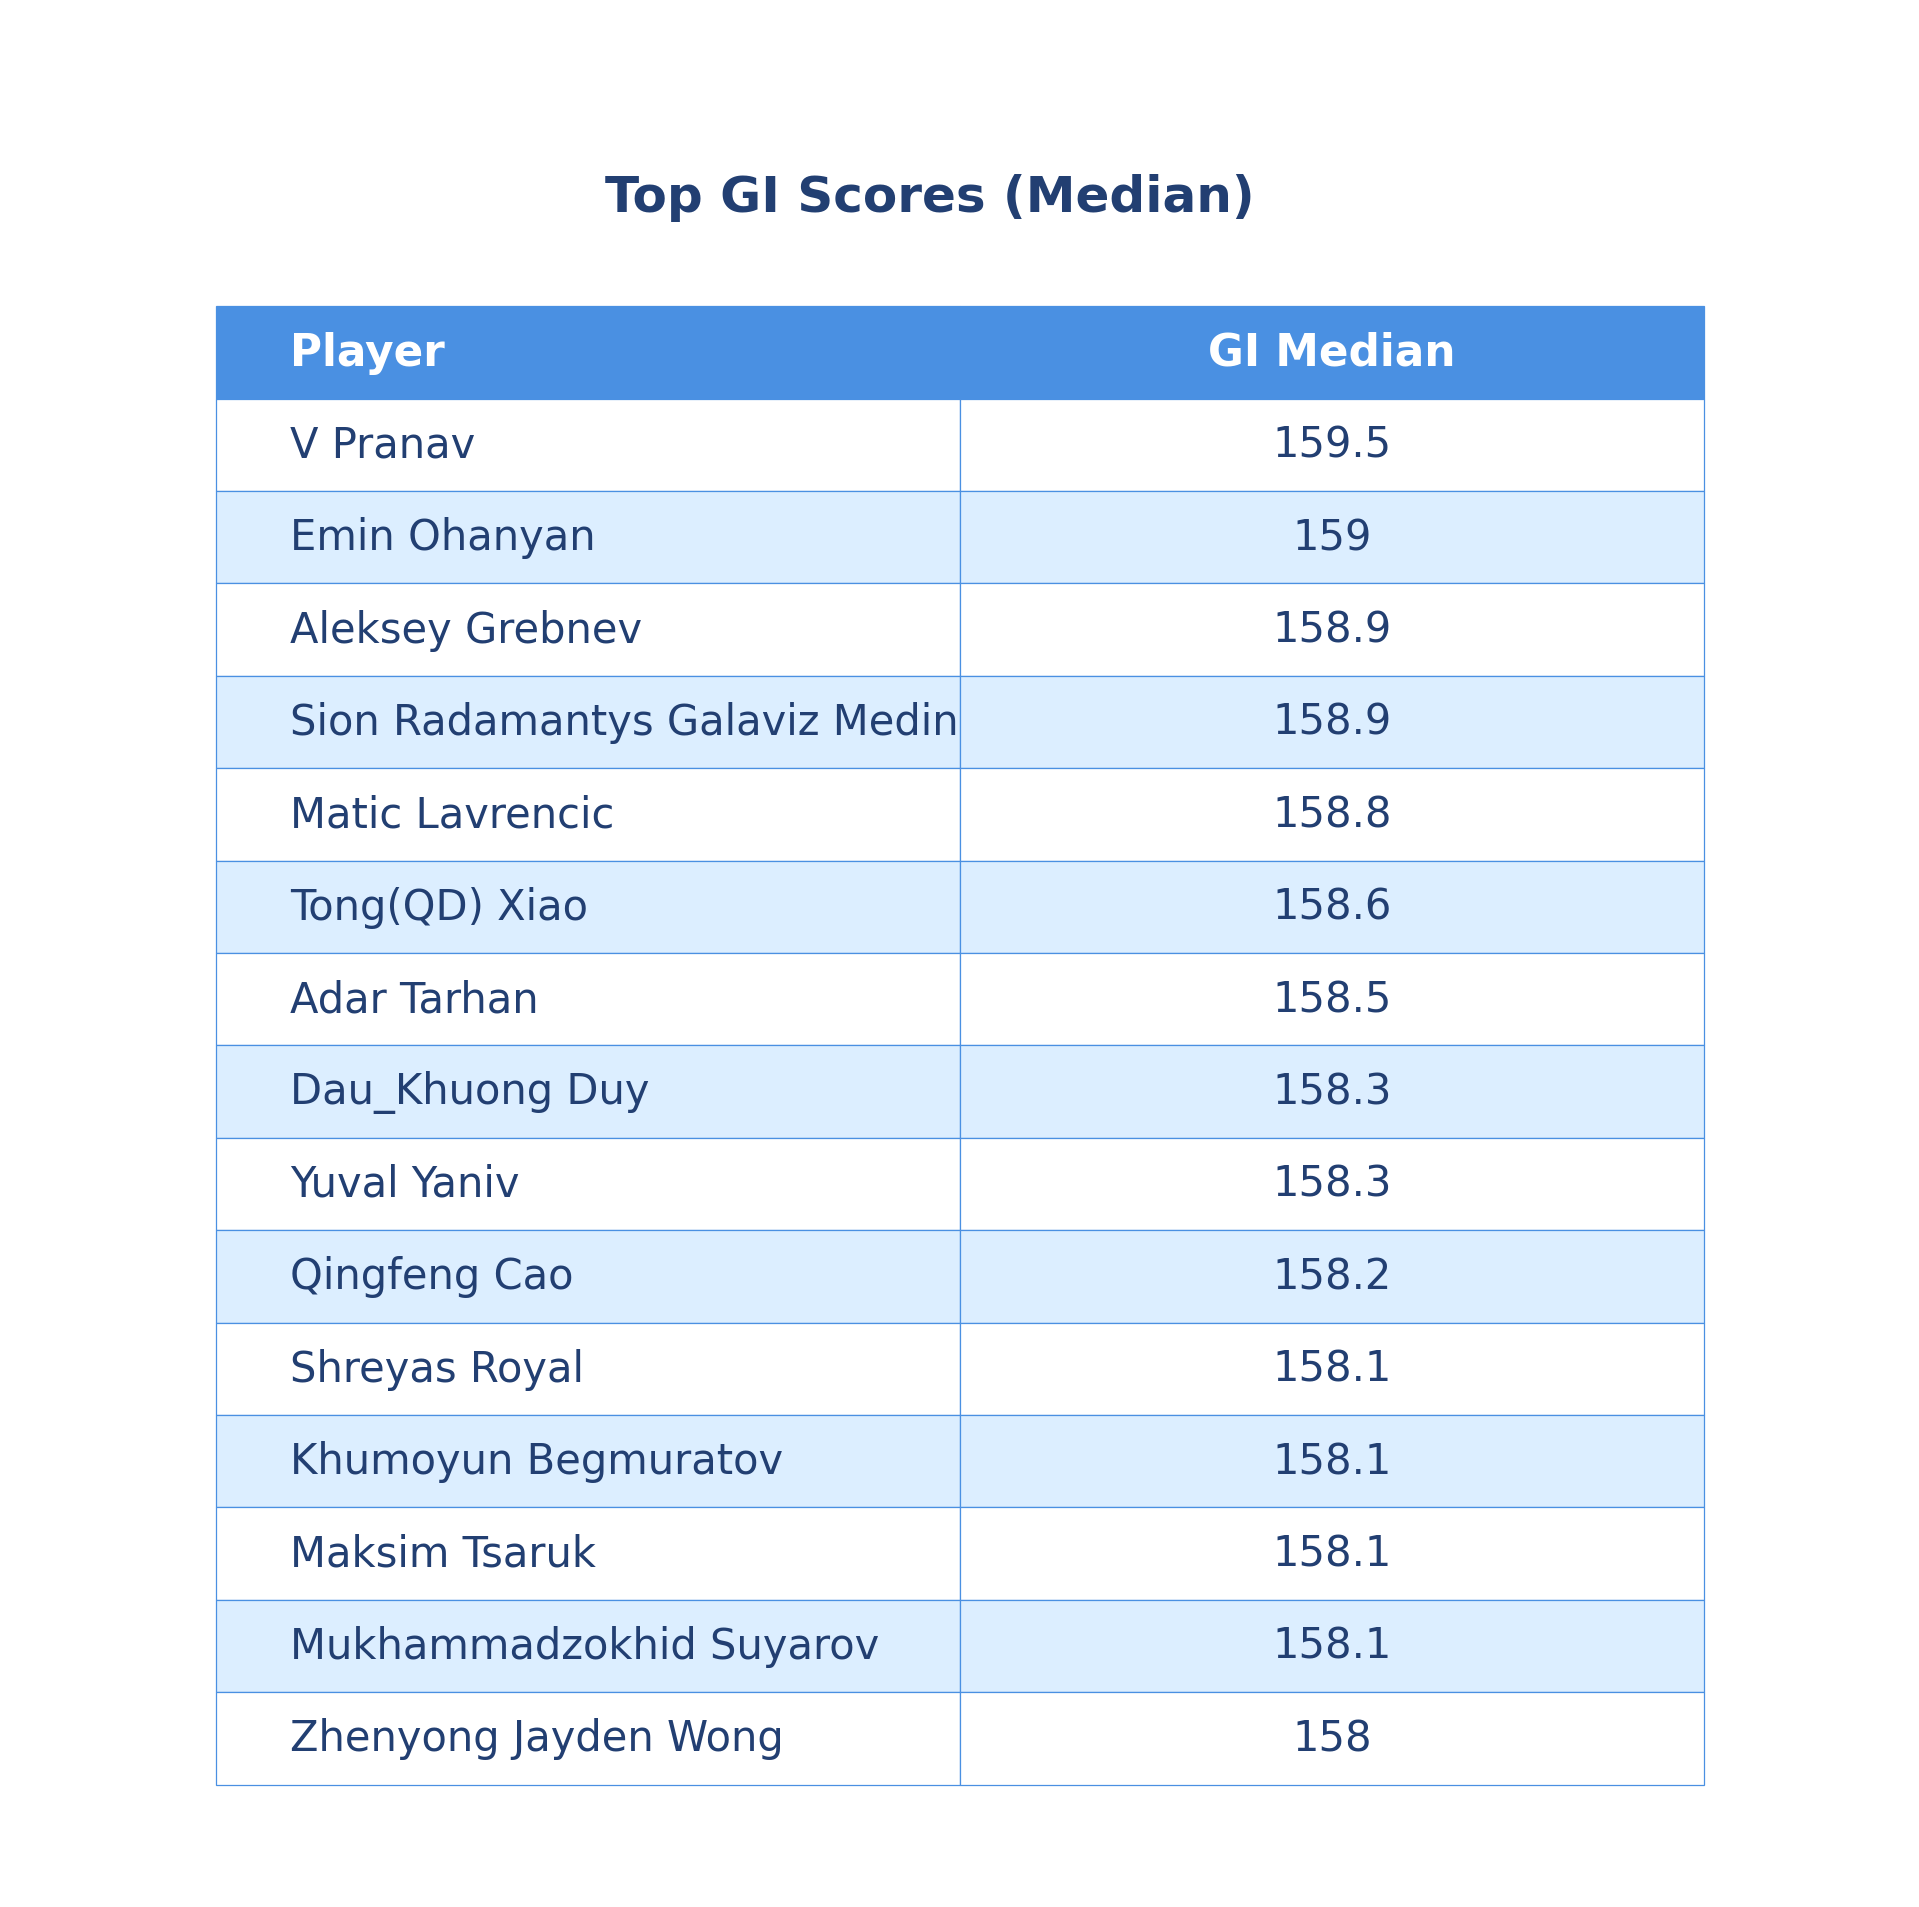 Top GI Scores (Median)
Player GI Median
V Pranav 159.5
Emin Ohanyan 159
Aleksey Grebnev 158.9
Sion Radamantys Galaviz Medin 158.9
Matic Lavrencic 158.8
Tong(QD) Xiao 158.6
Adar Tarhan 158.5
Dau_Khuong Duy 158.3
Yuval Yaniv 158.3
Qingfeng Cao 158.2
Shreyas Royal 158.1
Khumoyun Begmuratov 158.1
Maksim Tsaruk 158.1
Mukhammadzokhid Suyarov 158.1
Zhenyong Jayden Wong 158